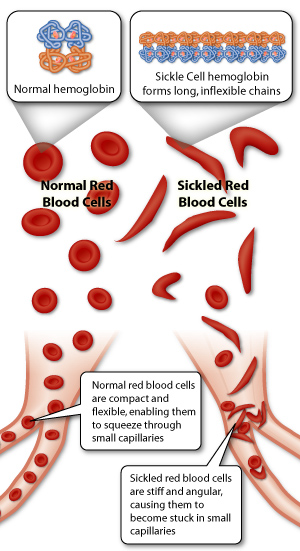 Normal hemoglobin
Sickle Cell hemoglobin
forms long, inflexible chains
Normal Red
Blood Cells
Sickled Red
Blood Cells
Normal red blood cells
are compact and
flexible, enabling them
to squeeze through
small capillaries
Sickled red blood cells
are stiff and angular,
causing them to
become stuck in small
capillaries